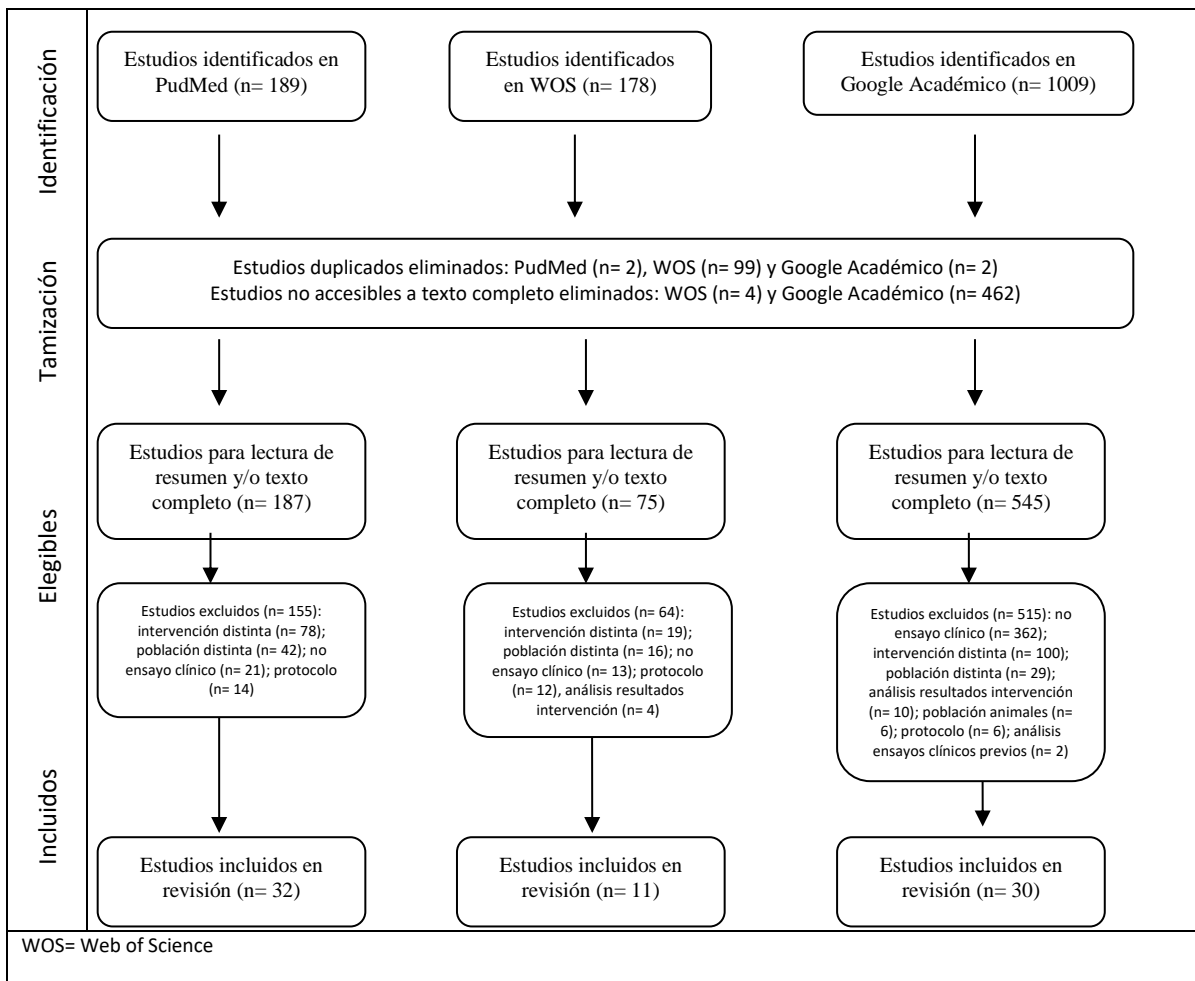 Identificación
Estudios identificados en
PudMed (n= 189)
Estudios identificados
en WOS (n= 178)
Estudios identificados en
Google Académico (n= 1009)
Tamización
Estudios duplicados eliminados: PudMed (n= 2), WOS (n= 99) y Google Académico (n= 2)
Estudios no accesibles a texto completo eliminados: WOS (n= 4) y Google Académico (n= 462)
Elegibles
Estudios para lectura de
resumen y/o texto
completo (n= 187)
Estudios para lectura de
resumen y/o texto
completo (n= 75)
Estudios para lectura de
resumen y/o texto
completo (n= 545)
Estudios excluidos (n= 155):
intervención distinta (n= 78);
población distinta (n= 42); no
ensayo clínico (n= 21); protocolo
(n= 14)
Estudios excluidos (n= 64):
intervención distinta (n= 19);
población distinta (n= 16); no
ensayo clínico (n= 13); protocolo
(n= 12), análisis resultados
intervención (n= 4)
Estudios excluidos (n= 515): no
ensayo clínico (n= 362);
intervención distinta (n= 100);
población distinta (n= 29);
análisis resultados intervención
(n= 10); población animales (n=
6); protocolo (n= 6); análisis
ensayos clínicos previos (n= 2)
Incluidos
Estudios incluidos en
revisión (n= 32)
Estudios incluidos en
revisión (n= 11)
Estudios incluidos en
revisión (n= 30)
WOS= Web of Science